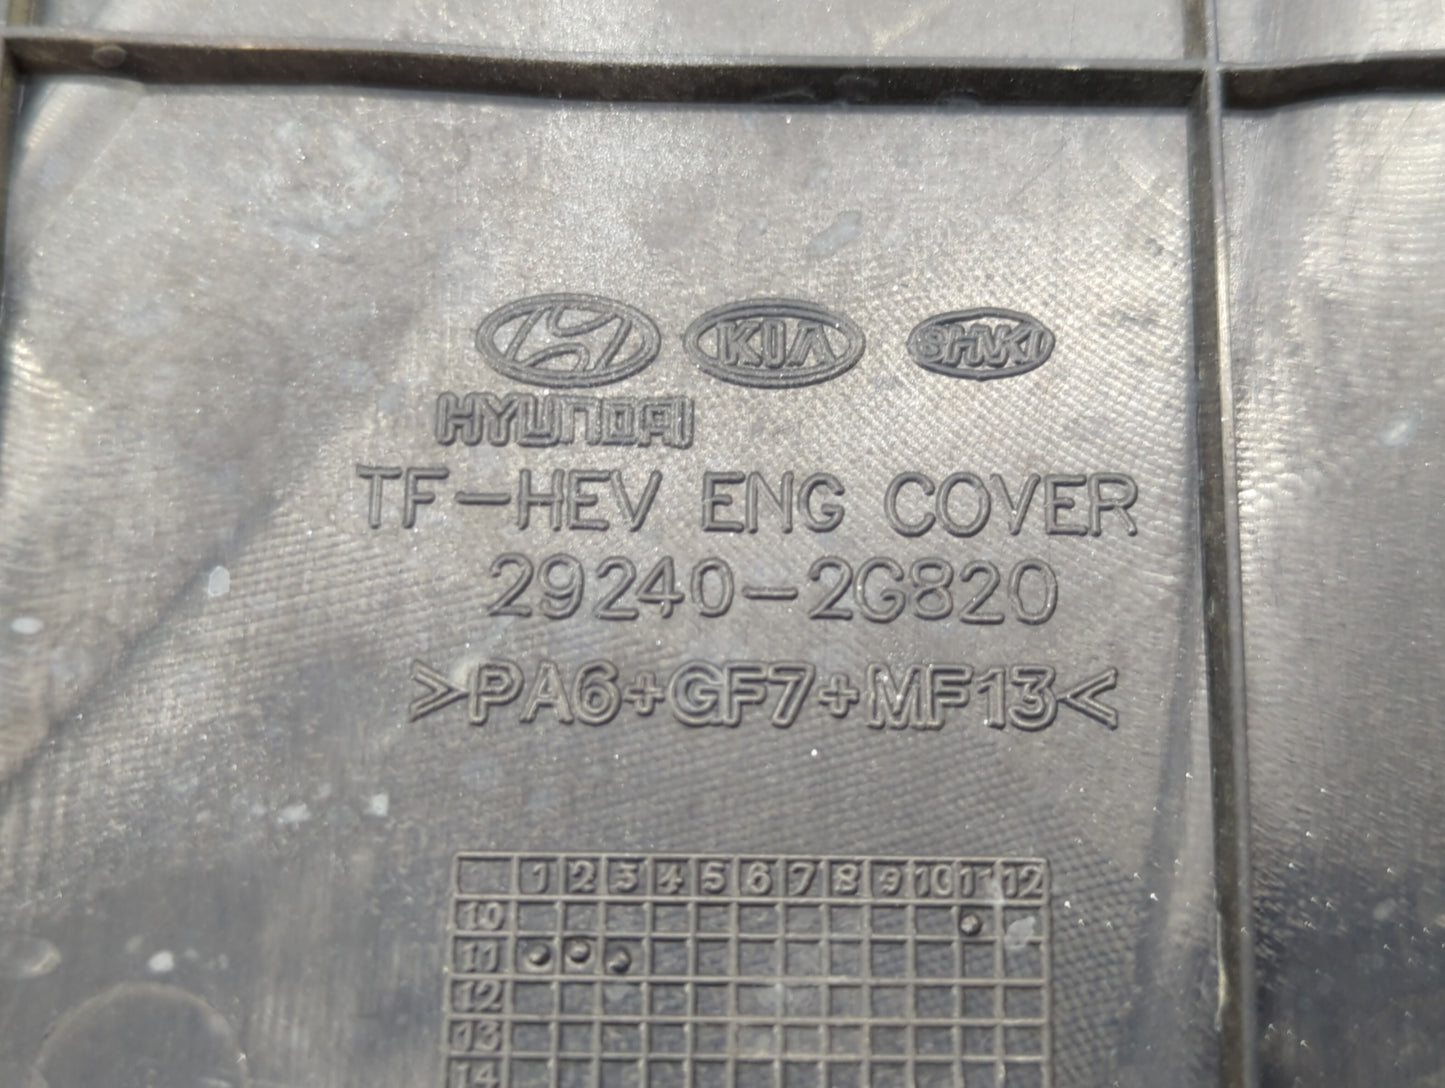 KIA
HYUNDAI
TF-HEV ENG COVER
29240-2G820
>PA6+GF7+MF13<
1 2 3 4 5 6 7 8 9 10 11 12
10
11
12
13
14